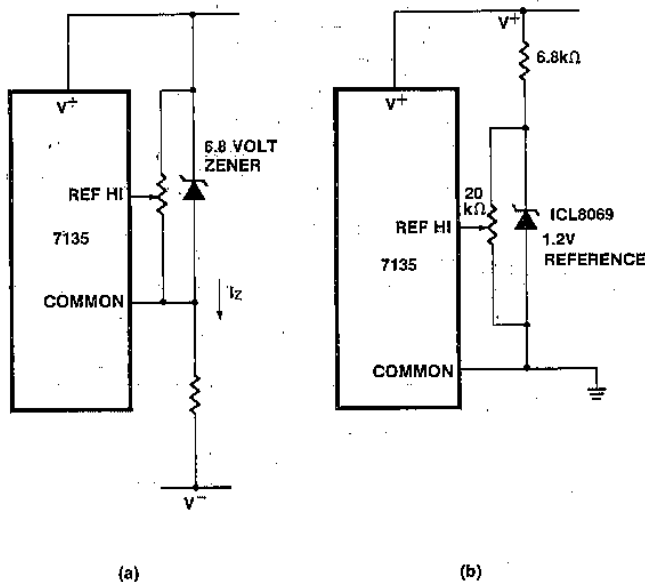 V+
V+
6.8kΩ
V+
6.8 VOLT
ZENER
REF HI
7135
COMMON
IZ
V−
V+
20
kΩ
REF HI
7135
ICL8069
1.2V
REFERENCE
COMMON
(a)
(b)